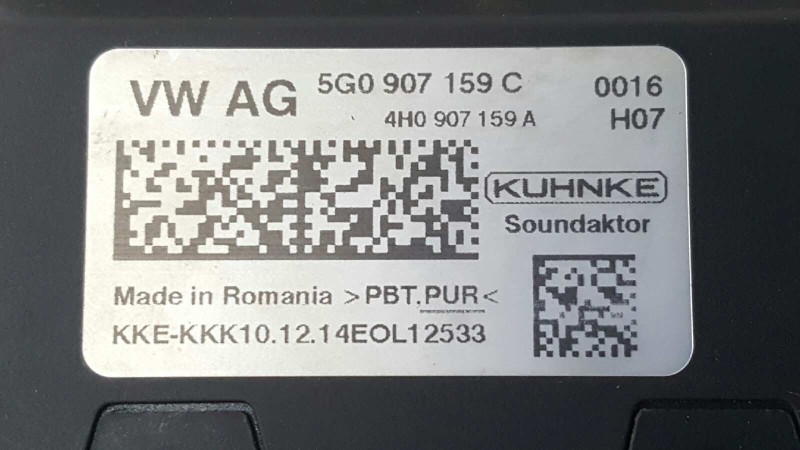 VW AG 5G0 907 159 C 0016
4H0 907 159 A H07
KUHNKE
Soundaktor
Made in Romania >PBT,PUR<
KKE-KKK10.12.14EOL12533